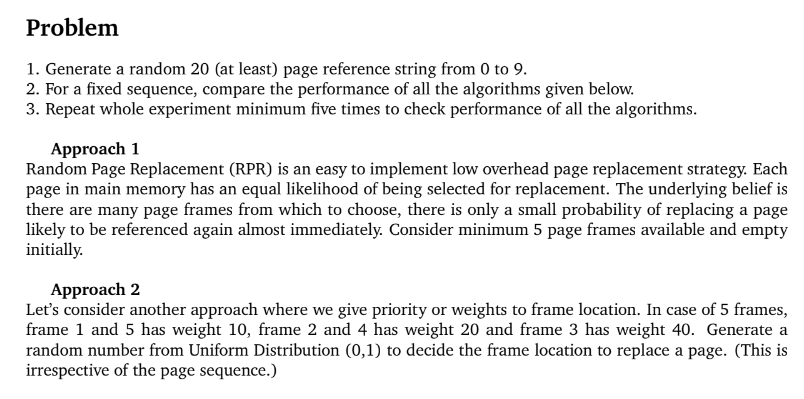 Problem
1. Generate a random 20 (at least) page reference string from 0 to 9.
2. For a fixed sequence, compare the performance of all the algorithms given below.
3. Repeat whole experiment minimum five times to check performance of all the algorithms.
Approach 1
Random Page Replacement (RPR) is an easy to implement low overhead page replacement strategy. Each
page in main memory has an equal likelihood of being selected for replacement. The underlying belief is
there are many page frames from which to choose, there is only a small probability of replacing a page
likely to be referenced again almost immediately. Consider minimum 5 page frames available and empty
initially.
Approach 2
Let's consider another approach where we give priority or weights to frame location. In case of 5 frames,
frame 1 and 5 has weight 10, frame 2 and 4 has weight 20 and frame 3 has weight 40. Generate a
random number from Uniform Distribution (0,1) to decide the frame location to replace a page. (This is
irrespective of the page sequence.)